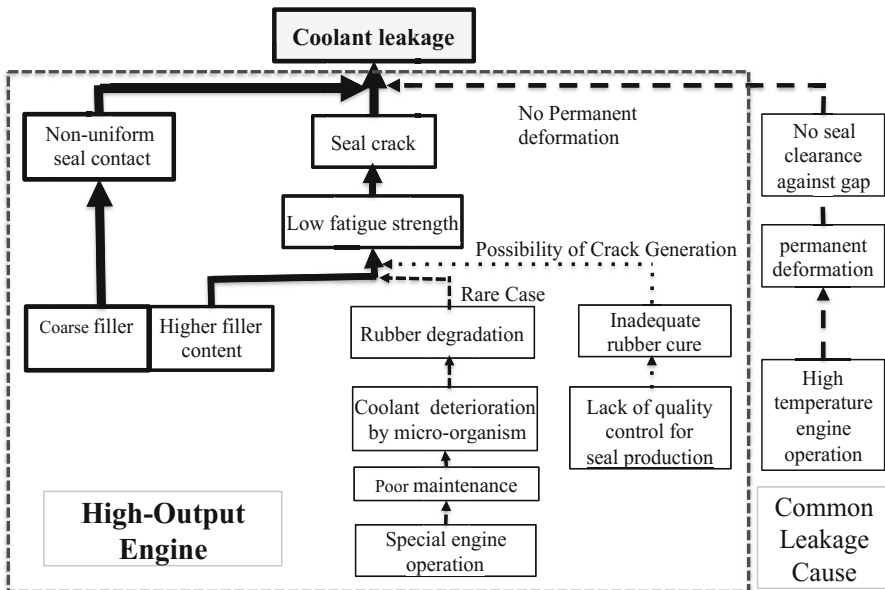 Coolant leakage
No Permanent
deformation
Non-uniform
seal contact
Seal crack
No seal
clearance
against gap
Low fatigue strength
Possibility of Crack Generation
permanent
deformation
Rare Case
Coarse filler
Higher filler
content
Rubber degradation
Inadequate
rubber cure
High
temperature
engine
operation
Coolant deterioration
by micro-organism
Lack of quality
control for
seal production
Poor maintenance
High-Output
Engine
Special engine
operation
Common
Leakage
Cause